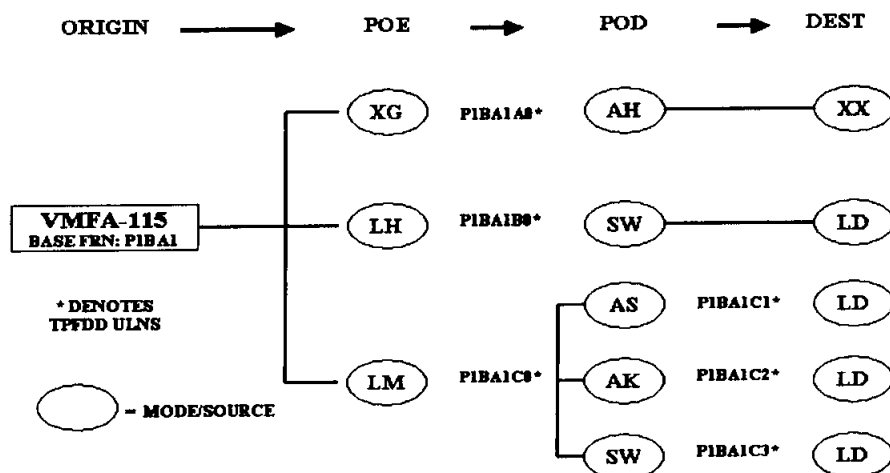 ORIGIN POE POD DEST
XG P1BA1A0* AH XX
VMFA-115
BASE FRN: P1BA1
LH P1BA1B0* SW LD
* DENOTES
TPFDD ULNS
AS P1BA1C1* LD
LM P1BA1C0* AK P1BA1C2* LD
= MODE/SOURCE
SW P1BA1C3* LD